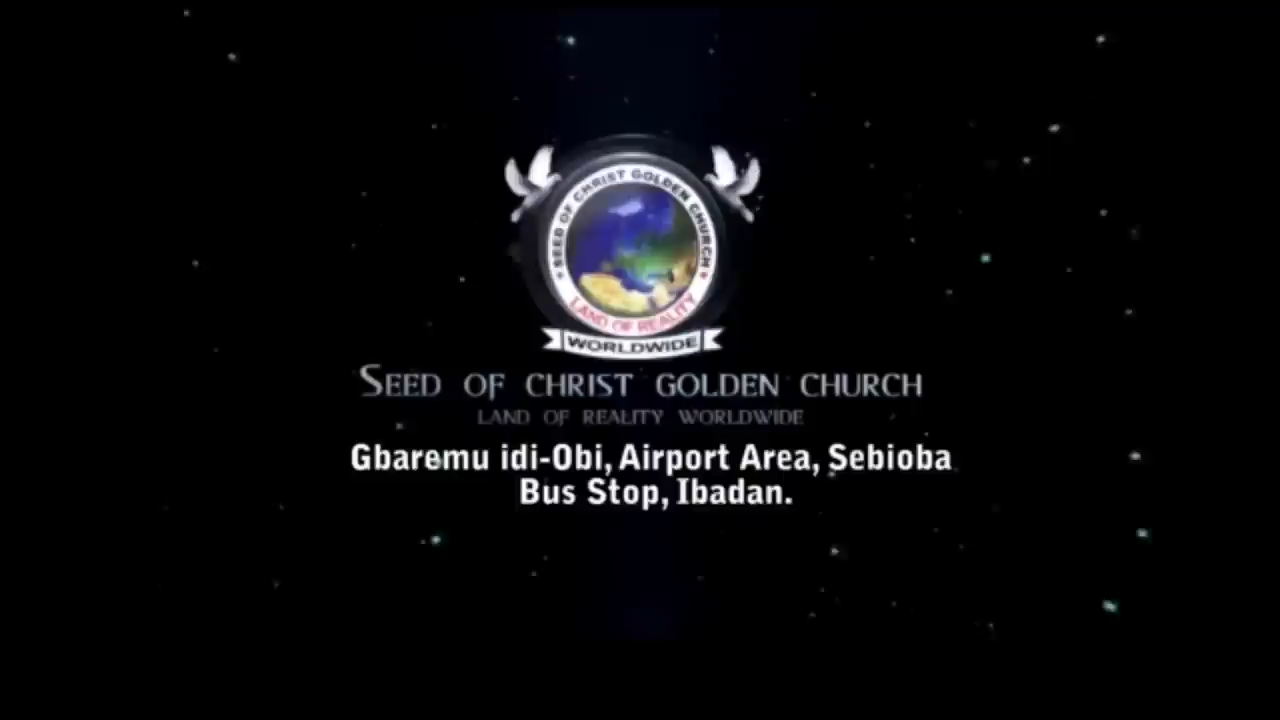 SEED OF CHRIST GOLDEN CHURCH
LAND OF REALITY
WORLDWIDE
SEED OF CHRIST GOLDEN CHURCH
LAND OF REALITY WORLDWIDE
Gbaremu idi-Obi, Airport Area, Sebioba
Bus Stop, Ibadan.